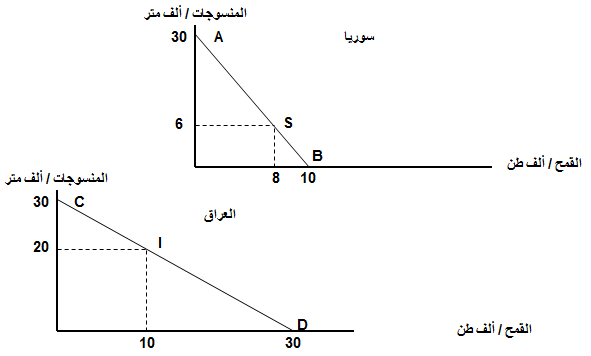 المنسوجات / ألف متر
سوريا
30
A
6
S
B
8
10
القمح / ألف طن
المنسوجات / ألف متر
العراق
30
C
20
I
D
10
30
القمح / ألف طن